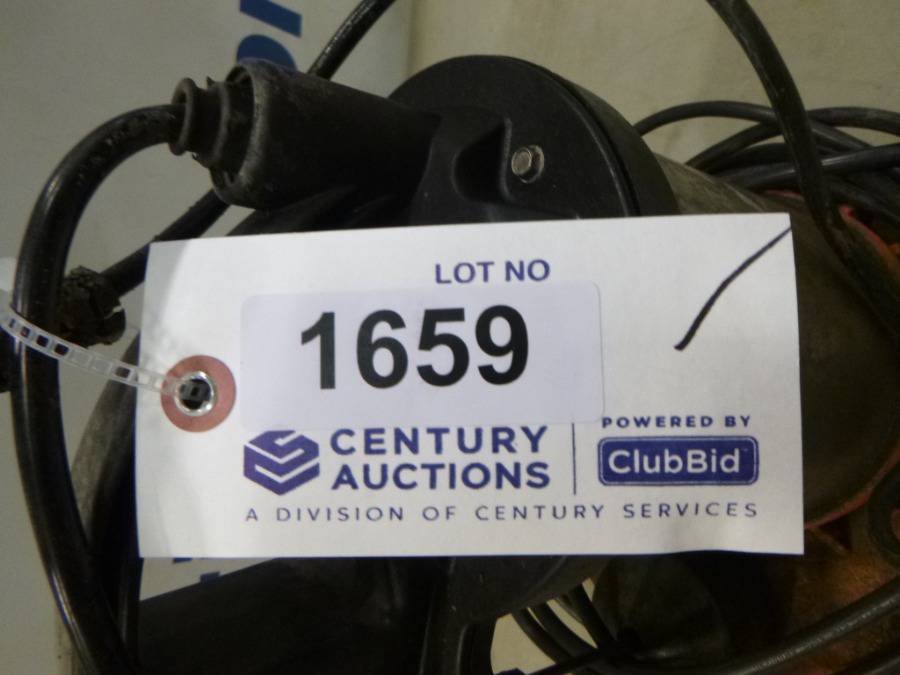 LOT NO
1659
CENTURY
AUCTIONS
POWERED BY
ClubBid
A DIVISION OF CENTURY SERVICES